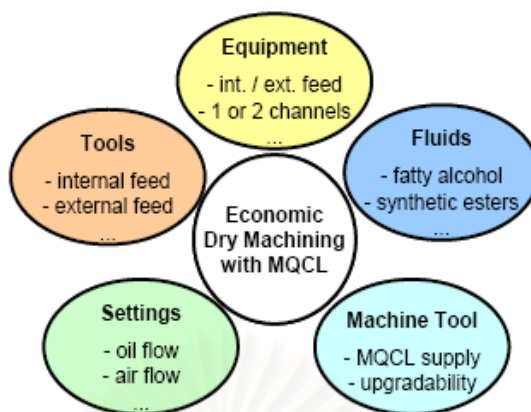 Equipment
- int. / ext. feed
- 1 or 2 channels
...
Tools
- internal feed
- external feed
...
Fluids
- fatty alcohol
- synthetic esters
...
Economic
Dry Machining
with MQCL
Settings
- oil flow
- air flow
...
Machine Tool
- MQCL supply
- upgradability